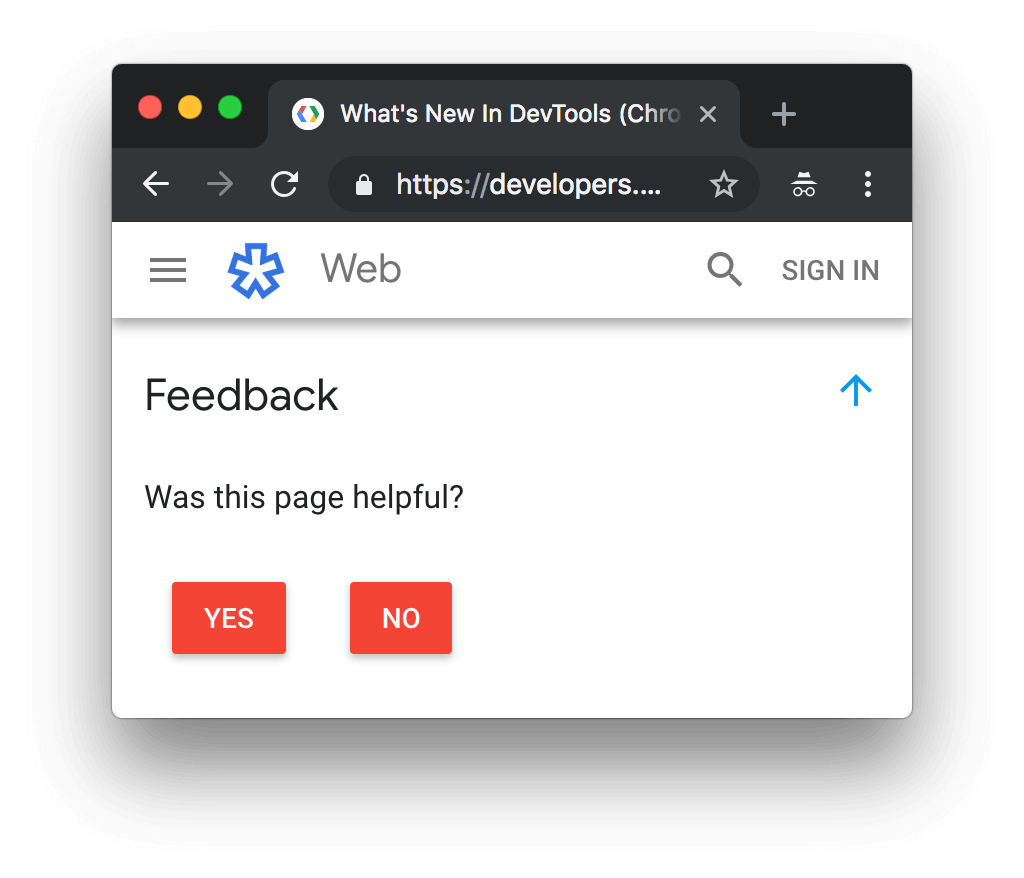 What's New In DevTools (Chro
https://developers....
Web
SIGN IN
Feedback
Was this page helpful?
YES
NO